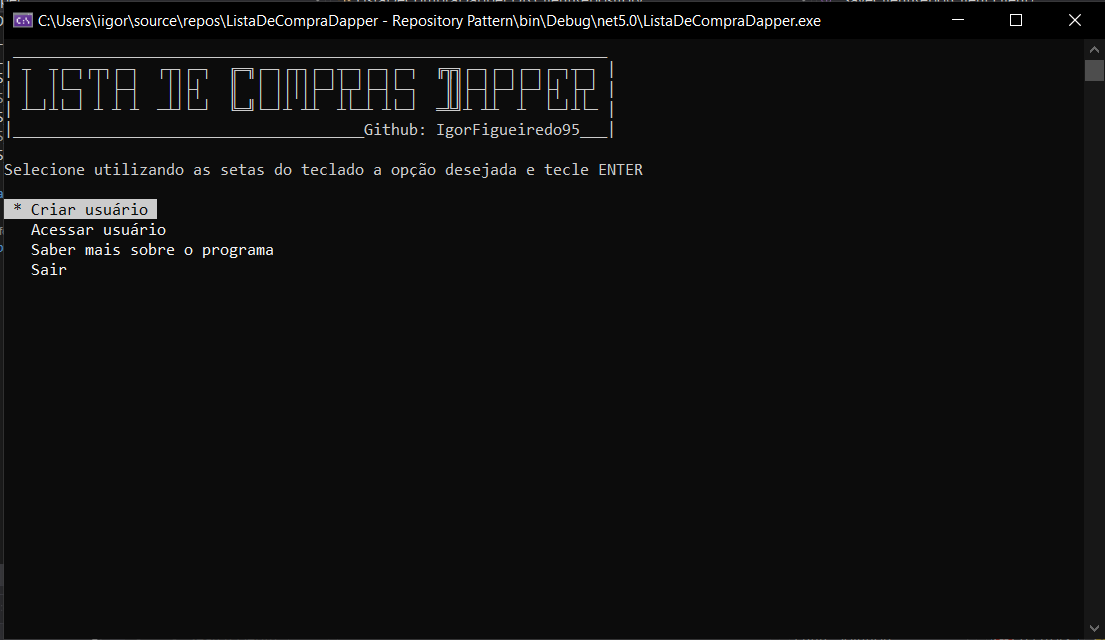 C:\Users\iigor\source\repos\ListaDeCompraDapper - Repository Pattern\bin\Debug\net5.0\ListaDeCompraDapper.exe
LISTA DE COMPRAS DAPPER
Github: IgorFigueiredo95
Selecione utilizando as setas do teclado a opção desejada e tecle ENTER
* Criar usuário
Acessar usuário
Saber mais sobre o programa
Sair